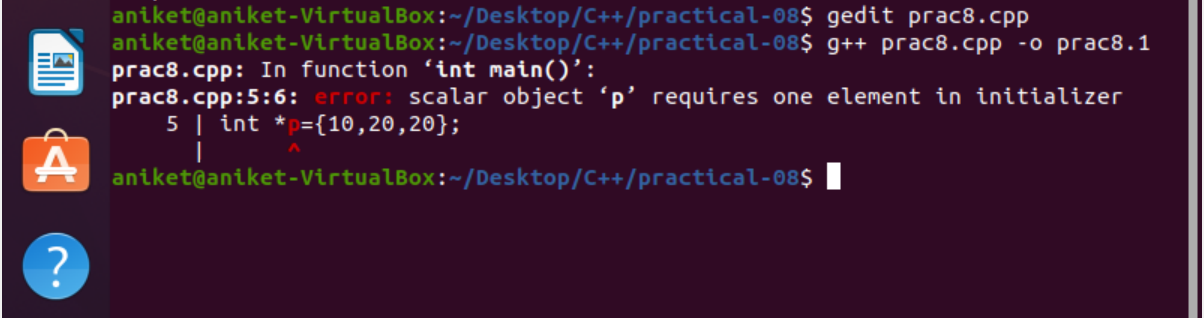 aniket@aniket-VirtualBox:~/Desktop/C++/practical-08$ gedit prac8.cpp
aniket@aniket-VirtualBox:~/Desktop/C++/practical-08$ g++ prac8.cpp -o prac8.1
prac8.cpp: In function ‘int main()’:
prac8.cpp:5:6: error: scalar object ‘p’ requires one element in initializer
    5 | int *p={10,20,20};
      |      ^
aniket@aniket-VirtualBox:~/Desktop/C++/practical-08$
A
?